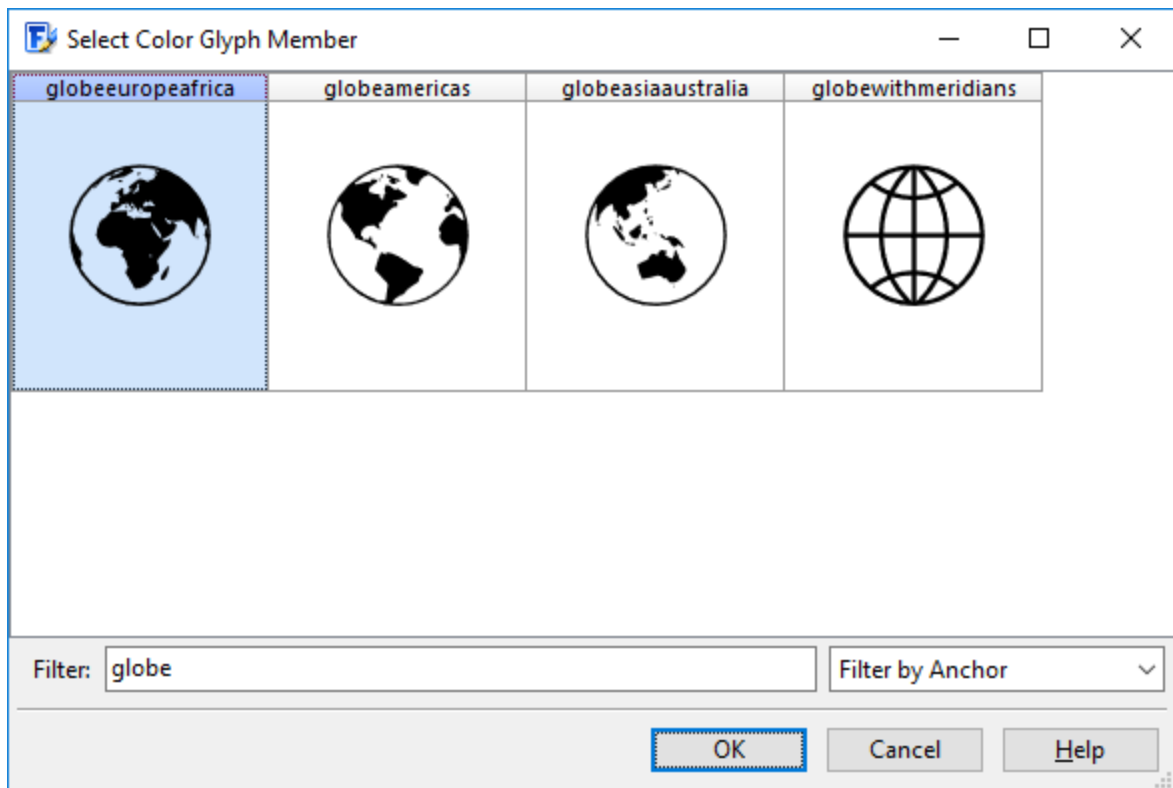 Select Color Glyph Member
globeeuropeafrica globeamericas globeasiaaustralia globewithmeridians
Filter: globe Filter by Anchor
OK Cancel Help